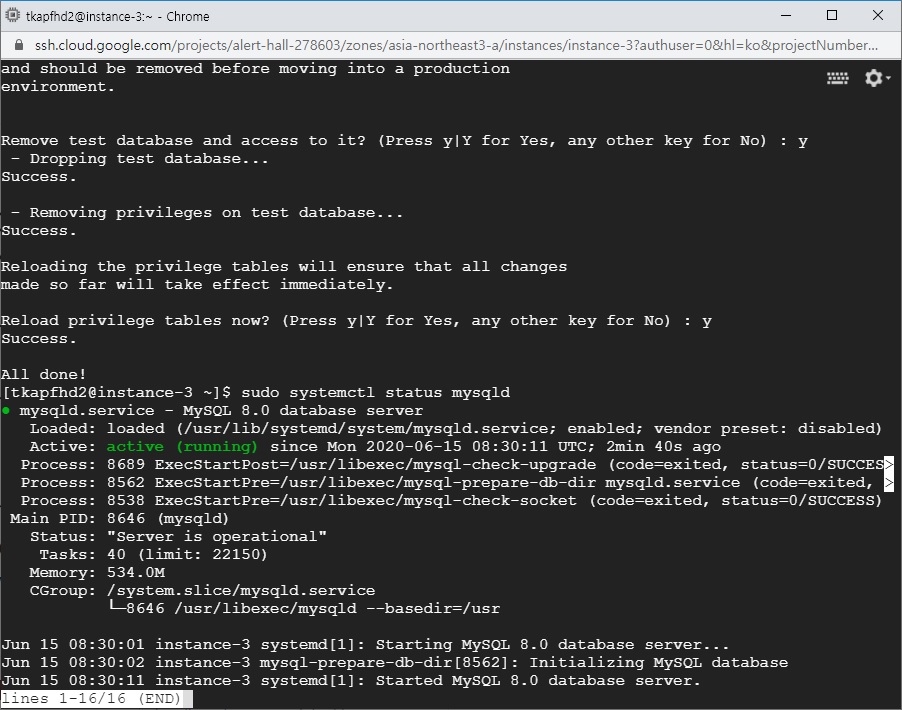 tkapfhd2@instance-3:~ - Chrome
ssh.cloud.google.com/projects/alert-hall-278603/zones/asia-northeast3-a/instances/instance-3?authuser=0&hl=ko&projectNumber...
and should be removed before moving into a production
environment.
Remove test database and access to it? (Press y|Y for Yes, any other key for No) : y
 - Dropping test database...
Success.
 - Removing privileges on test database...
Success.
Reloading the privilege tables will ensure that all changes
made so far will take effect immediately.
Reload privilege tables now? (Press y|Y for Yes, any other key for No) : y
Success.
All done!
[tkapfhd2@instance-3 ~]$ sudo systemctl status mysqld
● mysqld.service - MySQL 8.0 database server
   Loaded: loaded (/usr/lib/systemd/system/mysqld.service; enabled; vendor preset: disabled)
   Active: active (running) since Mon 2020-06-15 08:30:11 UTC; 2min 40s ago
  Process: 8689 ExecStartPost=/usr/libexec/mysql-check-upgrade (code=exited, status=0/SUCCES>
  Process: 8562 ExecStartPre=/usr/libexec/mysql-prepare-db-dir mysqld.service (code=exited, >
  Process: 8538 ExecStartPre=/usr/libexec/mysql-check-socket (code=exited, status=0/SUCCESS)
 Main PID: 8646 (mysqld)
   Status: "Server is operational"
    Tasks: 40 (limit: 22150)
   Memory: 534.0M
   CGroup: /system.slice/mysqld.service
           └─8646 /usr/libexec/mysqld --basedir=/usr
Jun 15 08:30:01 instance-3 systemd[1]: Starting MySQL 8.0 database server...
Jun 15 08:30:02 instance-3 mysql-prepare-db-dir[8562]: Initializing MySQL database
Jun 15 08:30:11 instance-3 systemd[1]: Started MySQL 8.0 database server.
lines 1-16/16 (END)